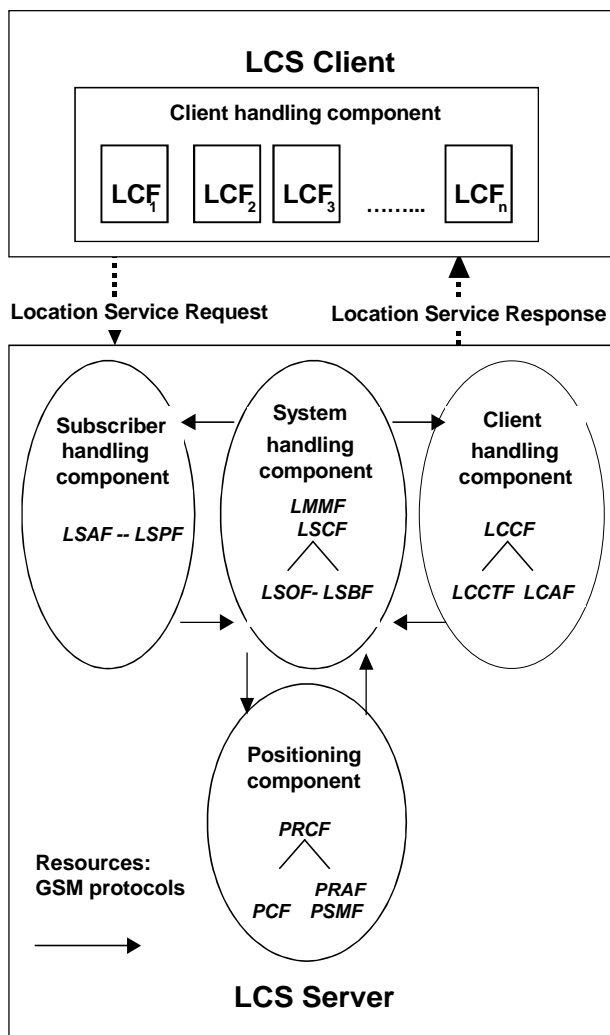 LCS Client
Client handling component
LCF1 LCF2 LCF3 ……... LCFn
Location Service Request
Location Service Response
Subscriber
handling
component
LSAF -- LSPF
System
handling
component
LMMF
LSCF
LSOF- LSBF
Client
handling
component
LCCF
LCCTF LCAF
Positioning
component
PRCF
PCF
PRAF
PSMF
Resources:
GSM protocols
LCS Server